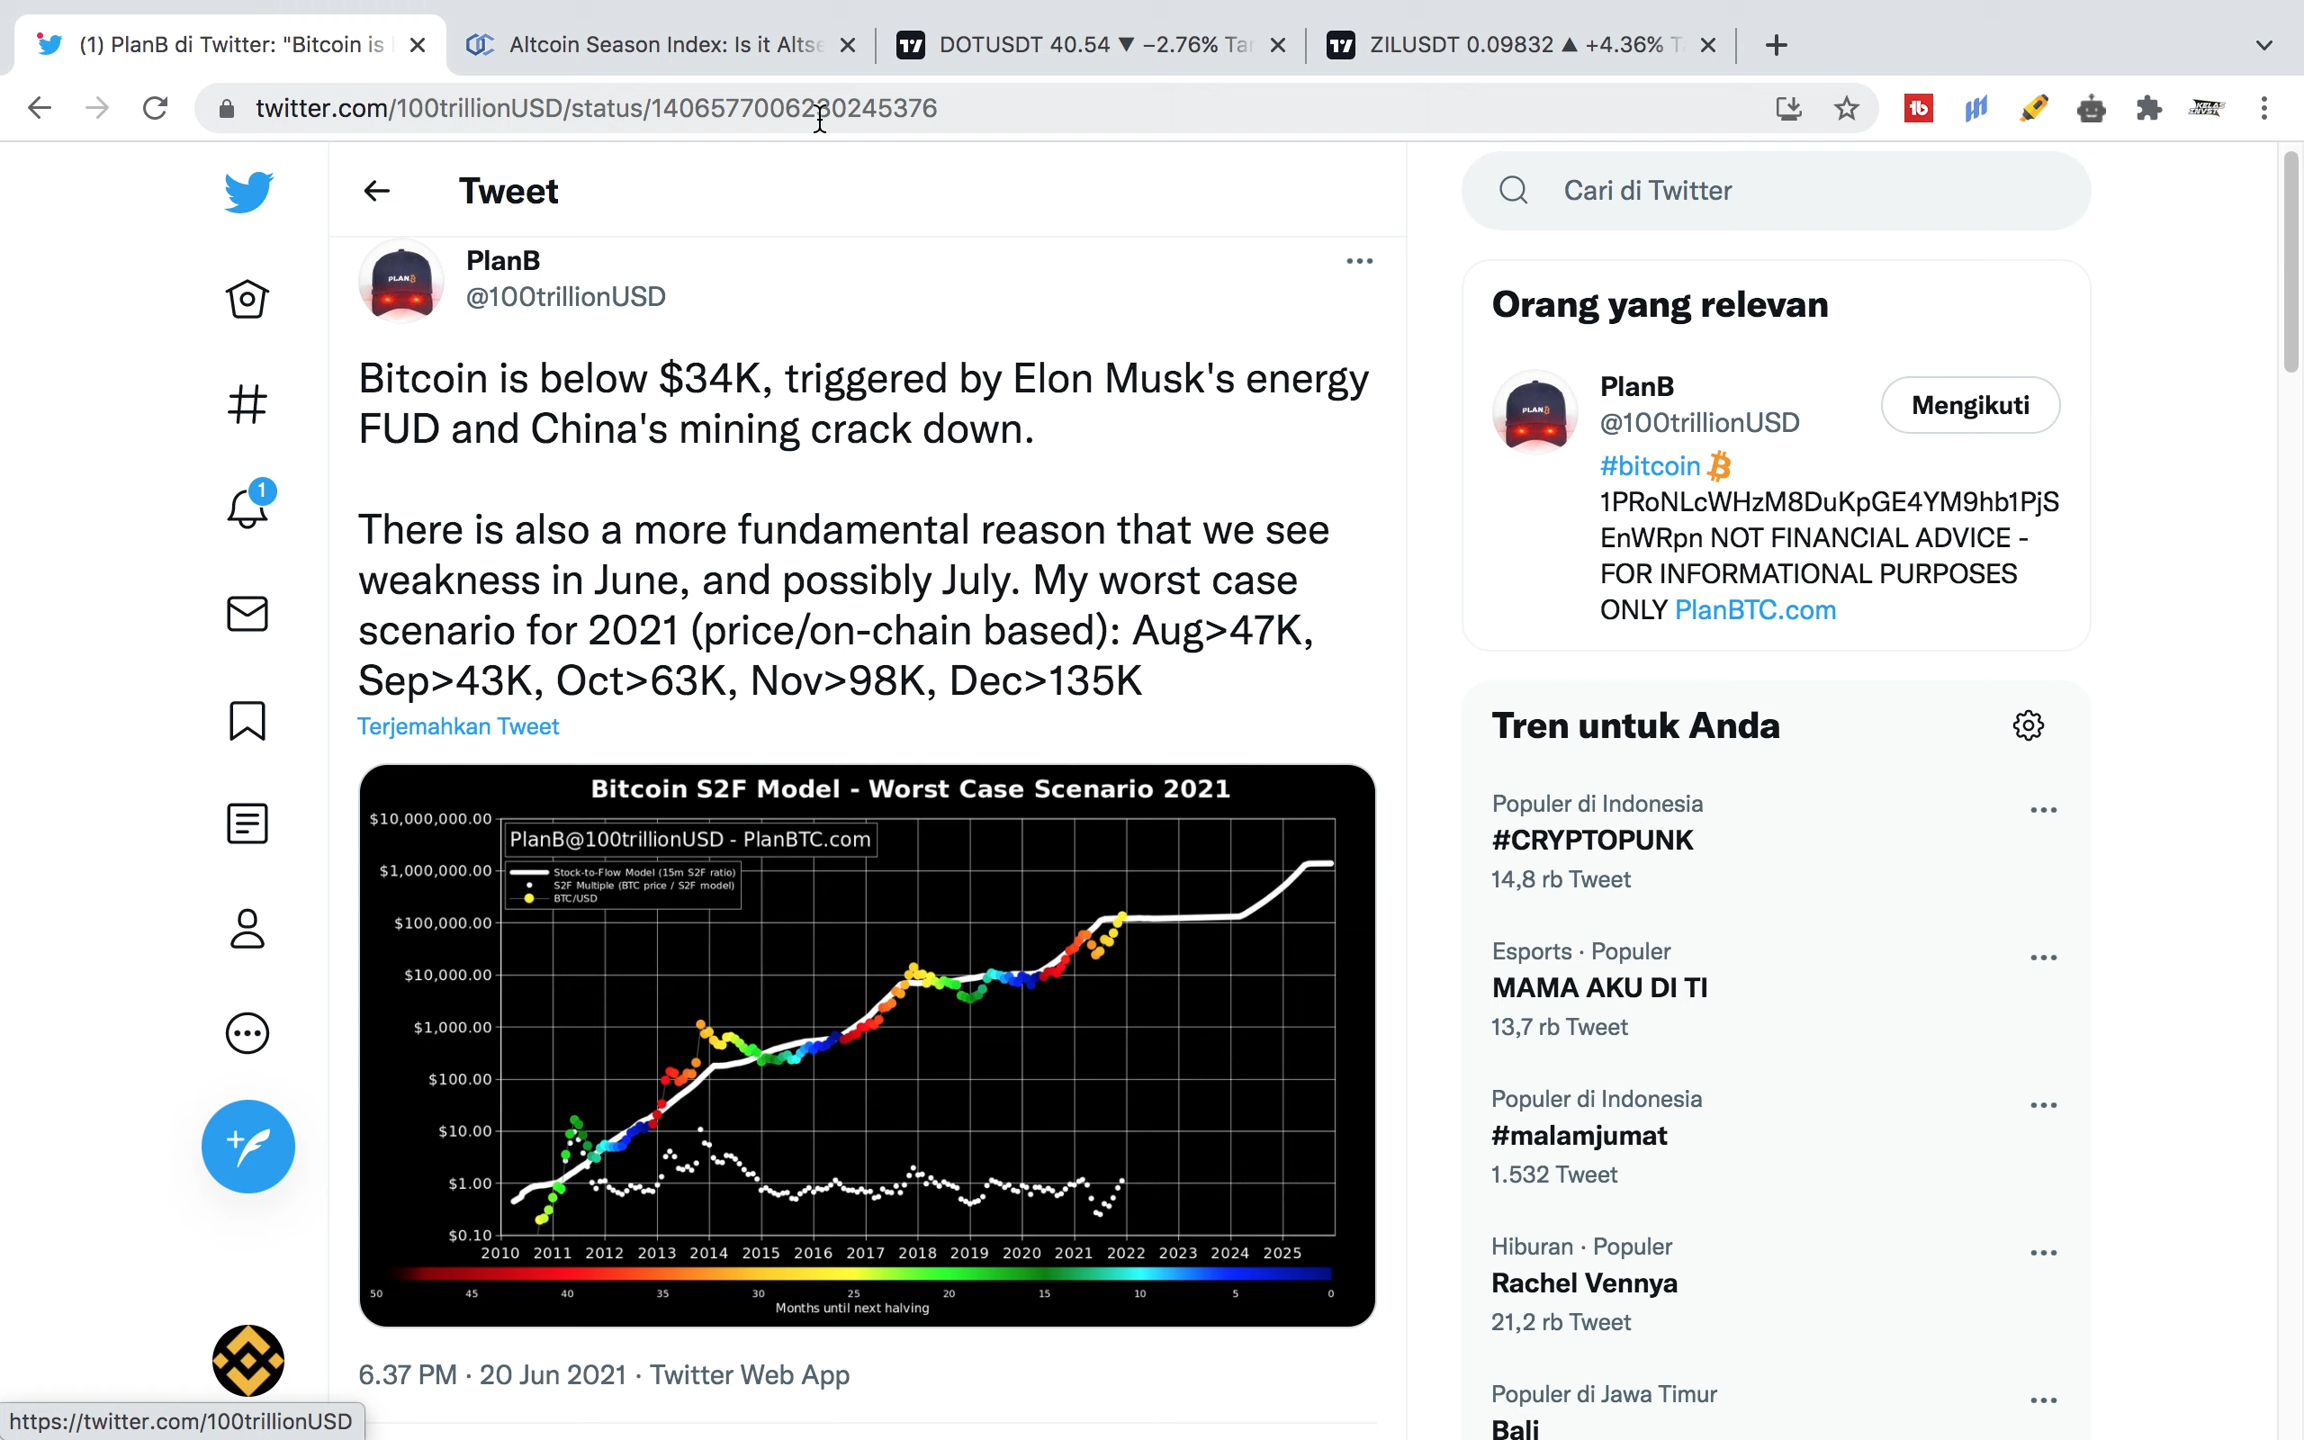 (1) PlanB di Twitter: "Bitcoin is
Altcoin Season Index: Is it Altse
DOTUSDT 40.54 ▼ −2.76% Tar
ZILUSDT 0.09832 ▲ +4.36% T
twitter.com/100trillionUSD/status/1406577006230245376
Tweet
Cari di Twitter
PlanB
@100trillionUSD
Bitcoin is below $34K, triggered by Elon Musk's energy
FUD and China's mining crack down.
There is also a more fundamental reason that we see
weakness in June, and possibly July. My worst case
scenario for 2021 (price/on-chain based): Aug>47K,
Sep>43K, Oct>63K, Nov>98K, Dec>135K
Terjemahkan Tweet
Bitcoin S2F Model - Worst Case Scenario 2021
PlanB@100trillionUSD - PlanBTC.com
Stock-to-Flow Model (15m S2F ratio)
S2F Multiple (BTC price / S2F model)
BTC/USD
$10,000,000.00
$1,000,000.00
$100,000.00
$10,000.00
$1,000.00
$100.00
$10.00
$1.00
$0.10
2010 2011 2012 2013 2014 2015 2016 2017 2018 2019 2020 2021 2022 2023 2024 2025
50 45 40 35 30 25 20 15 10 5 0
Months until next halving
6.37 PM · 20 Jun 2021 · Twitter Web App
1
Orang yang relevan
PlanB
@100trillionUSD
Mengikuti
#bitcoin
1PRoNLcWHzM8DuKpGE4YM9hb1PjS
EnWRpn NOT FINANCIAL ADVICE -
FOR INFORMATIONAL PURPOSES
ONLY PlanBTC.com
Tren untuk Anda
Populer di Indonesia
#CRYPTOPUNK
14,8 rb Tweet
Esports · Populer
MAMA AKU DI TI
13,7 rb Tweet
Populer di Indonesia
#malamjumat
1.532 Tweet
Hiburan · Populer
Rachel Vennya
21,2 rb Tweet
Populer di Jawa Timur
Bali
https://twitter.com/100trillionUSD